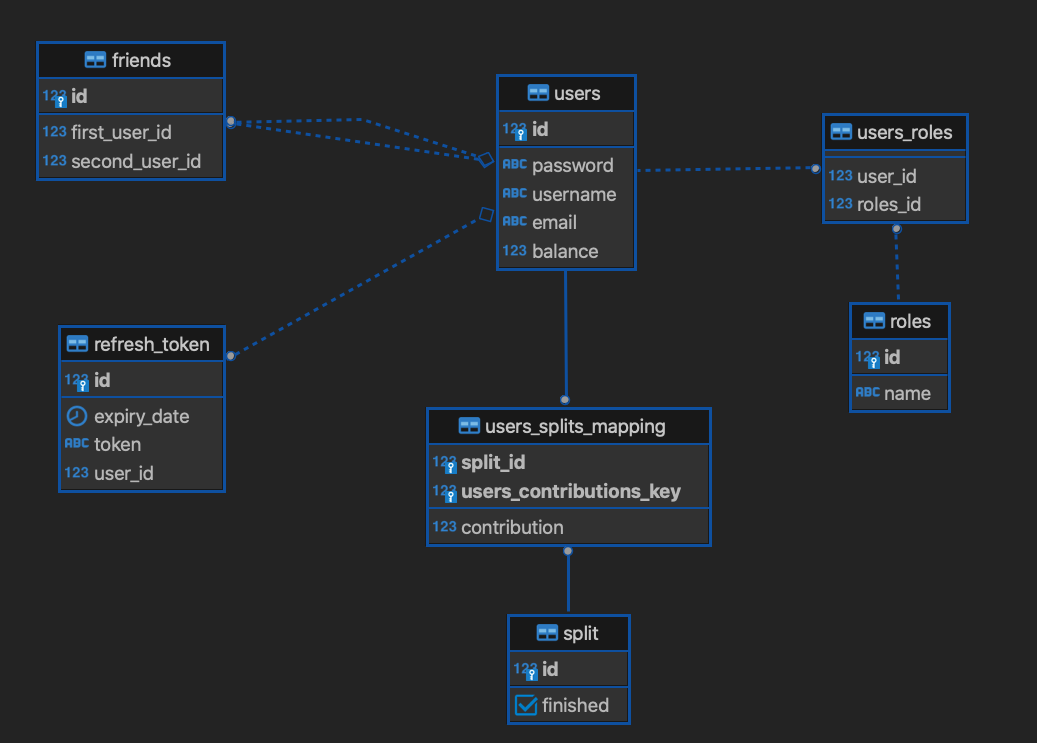 friends
123 id
123 first_user_id
123 second_user_id
users
123 id
ABC password
ABC username
ABC email
123 balance
users_roles
123 user_id
123 roles_id
roles
123 id
ABC name
refresh_token
123 id
expiry_date
ABC token
123 user_id
users_splits_mapping
123 split_id
123 users_contributions_key
123 contribution
split
123 id
finished